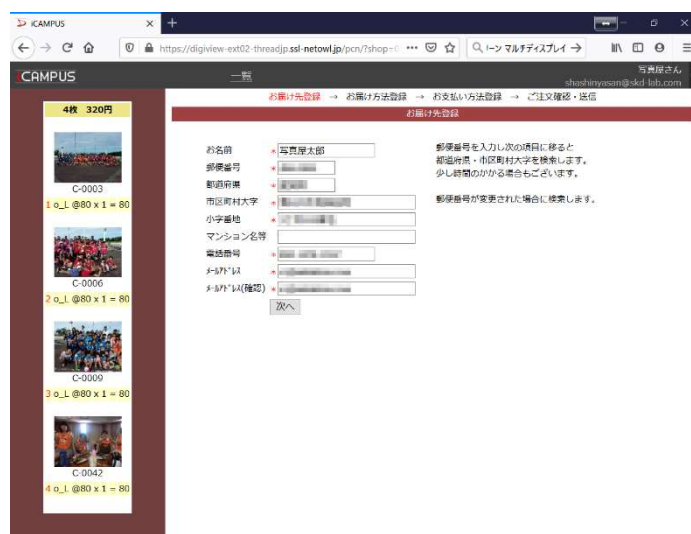 iCAMPUS
https://digiview-ext02-threadjp.ssl-netowl.jp/pcn/?shop=
マルチディスプレイ
iCAMPUS
一覧
写真屋さん
shashinyasan@skd-lab.com
お届け先登録 → お届け方法登録 → お支払い方法登録 → ご注文確認・送信
お届け先登録
4枚 320円
C-0003
1 o_L @80 x 1 = 80
C-0006
2 o_L @80 x 1 = 80
C-0009
3 o_L @80 x 1 = 80
C-0042
4 o_L @80 x 1 = 80
お名前 * 写真屋太郎
郵便番号 *
都道府県 *
市区町村大字 *
小字番地 *
マンション名等
電話番号 *
メールアドレス *
メールアドレス(確認) *
次へ
郵便番号を入力し次の項目に移ると
都道府県・市区町村大字を検索します。
少し時間のかかる場合もございます。
郵便番号が変更された場合に検索します。